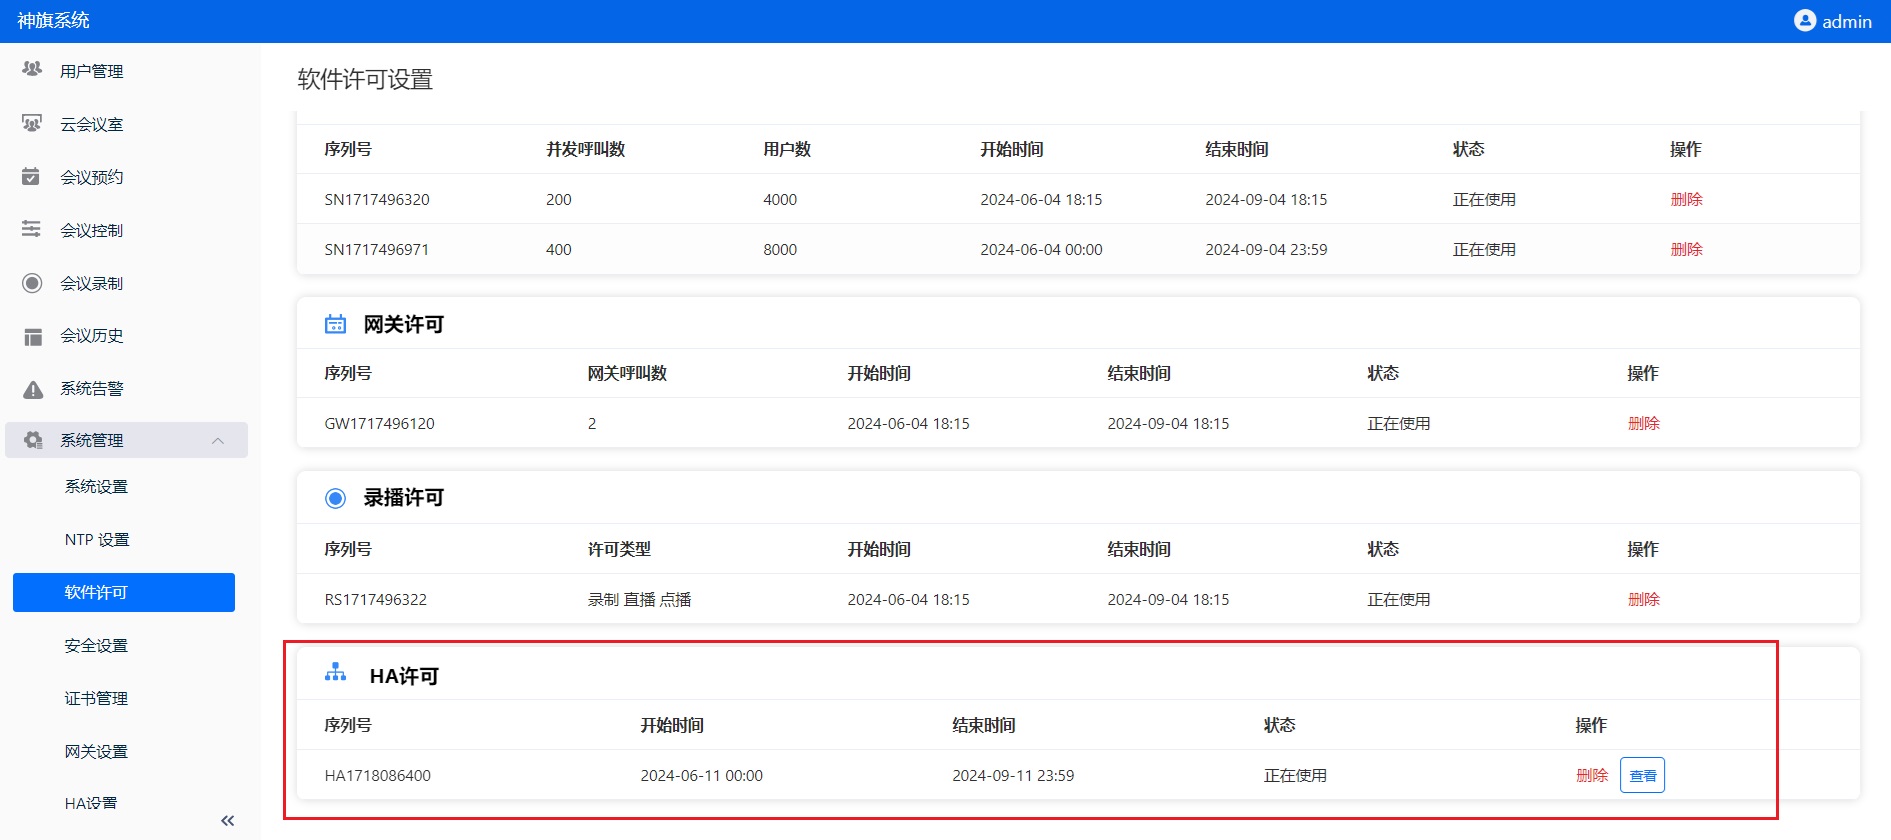 神旗系统
admin
用户管理
云会议室
会议预约
会议控制
会议录制
会议历史
系统告警
系统管理
系统设置
NTP 设置
软件许可
安全设置
证书管理
网关设置
HA设置
软件许可设置
序列号 并发呼叫数 用户数 开始时间 结束时间 状态 操作
SN1717496320 200 4000 2024-06-04 18:15 2024-09-04 18:15 正在使用 删除
SN1717496971 400 8000 2024-06-04 00:00 2024-09-04 23:59 正在使用 删除
网关许可
序列号 网关呼叫数 开始时间 结束时间 状态 操作
GW1717496120 2 2024-06-04 18:15 2024-09-04 18:15 正在使用 删除
录播许可
序列号 许可类型 开始时间 结束时间 状态 操作
RS1717496322 录制 直播 点播 2024-06-04 18:15 2024-09-04 18:15 正在使用 删除
HA许可
序列号 开始时间 结束时间 状态 操作
HA1718086400 2024-06-11 00:00 2024-09-11 23:59 正在使用 删除 查看